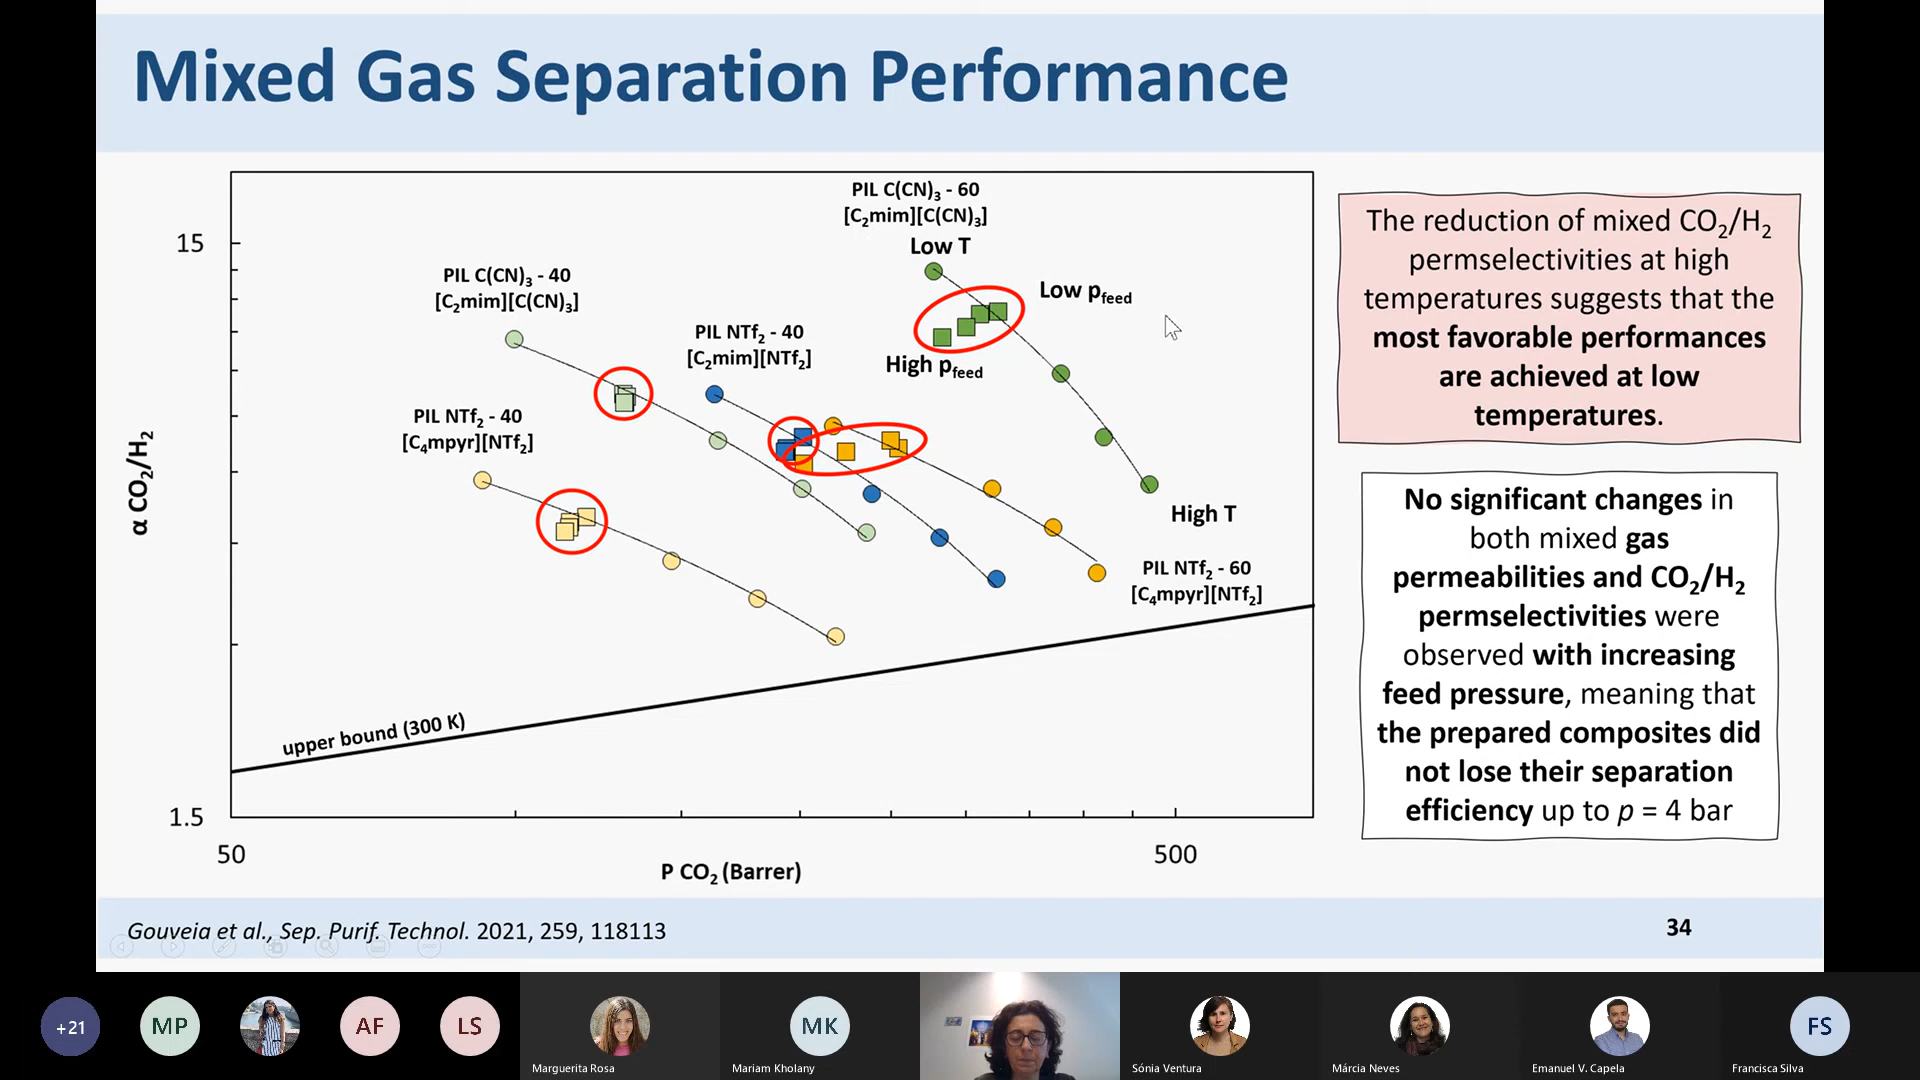 Mixed Gas Separation Performance
PIL C(CN)₃ - 60
[C₂mim][C(CN)₃]
Low T
15
PIL C(CN)₃ - 40
[C₂mim][C(CN)₃]
Low p_feed
PIL NTf₂ - 40
[C₂mim][NTf₂]
High p_feed
PIL NTf₂ - 40
[C₄mpyr][NTf₂]
α CO₂/H₂
High T
PIL NTf₂ - 60
[C₄mpyr][NTf₂]
upper bound (300 K)
1.5
50
500
P CO₂ (Barrer)
The reduction of mixed CO₂/H₂
permselectivities at high
temperatures suggests that the
most favorable performances
are achieved at low
temperatures.
No significant changes in
both mixed gas
permeabilities and CO₂/H₂
permselectivities were
observed with increasing
feed pressure, meaning that
the prepared composites did
not lose their separation
efficiency up to p = 4 bar
Gouveia et al., Sep. Purif. Technol. 2021, 259, 118113
34
+21
MP
AF
LS
MK
FS
Marguerita Rosa
Mariam Kholany
Sónia Ventura
Márcia Neves
Emanuel V. Capela
Francisca Silva